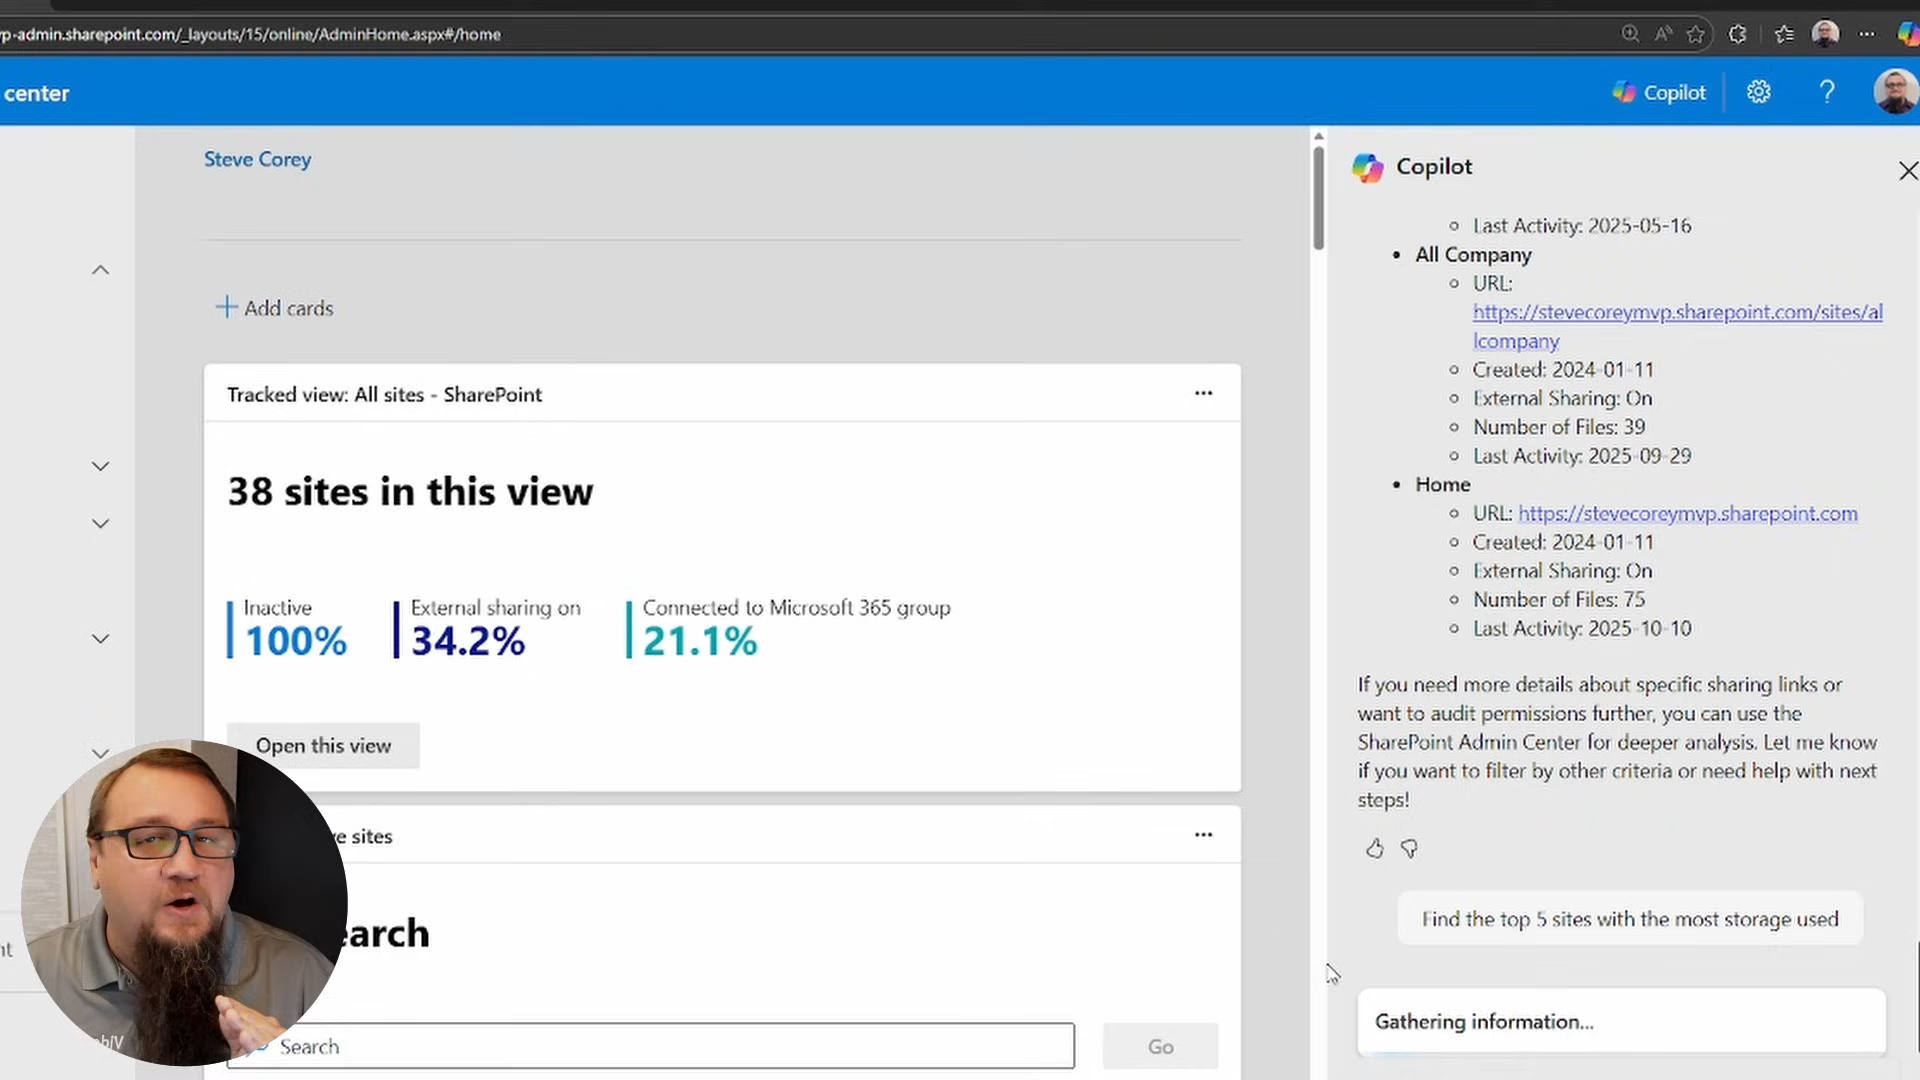 p-admin.sharepoint.com/_layouts/15/online/AdminHome.aspx#/home
center
Copilot
Steve Corey
Add cards
Tracked view: All sites - SharePoint
38 sites in this view
Inactive
100%
External sharing on
34.2%
Connected to Microsoft 365 group
21.1%
Open this view
sites
earch
Search
Go
Copilot
Last Activity: 2025-05-16
All Company
URL:
https://stevecoreymvp.sharepoint.com/sites/al
lcompany
Created: 2024-01-11
External Sharing: On
Number of Files: 39
Last Activity: 2025-09-29
Home
URL: https://stevecoreymvp.sharepoint.com
Created: 2024-01-11
External Sharing: On
Number of Files: 75
Last Activity: 2025-10-10
If you need more details about specific sharing links or
want to audit permissions further, you can use the
SharePoint Admin Center for deeper analysis. Let me know
if you want to filter by other criteria or need help with next
steps!
Find the top 5 sites with the most storage used
Gathering information...